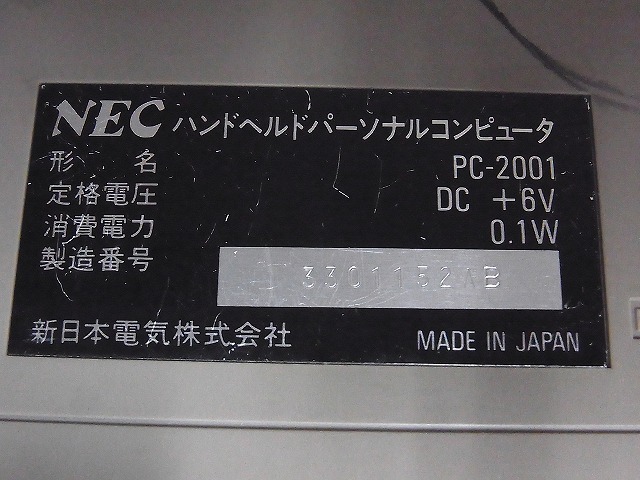 NEC ハンドヘルドパーソナルコンピュータ
形 名 PC-2001
定格電圧 DC +6V
消費電力 0.1W
製造番号 3301152AB
新日本電気株式会社 MADE IN JAPAN